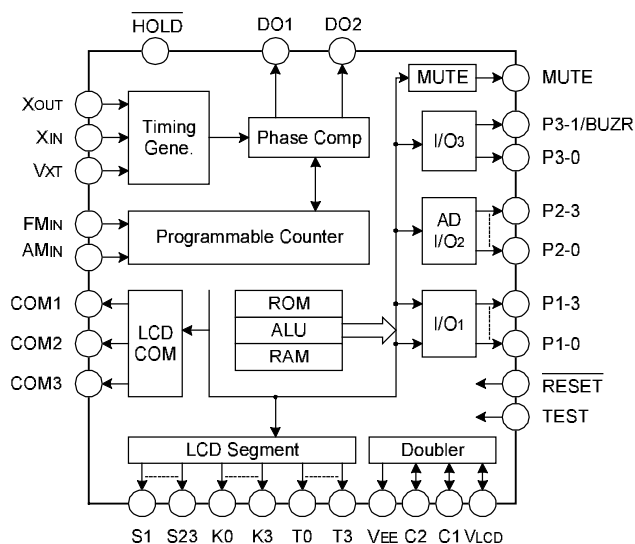 HOLD
DO1
DO2
MUTE
MUTE
XOUT
Timing
Gene.
Phase Comp
I/O3
P3-1/BUZR
XIN
P3-0
VXT
FMIN
Programmable Counter
AD
I/O2
P2-3
AMIN
P2-0
COM1
LCD
COM
ROM
I/O1
P1-3
COM2
ALU
P1-0
COM3
RAM
RESET
TEST
LCD Segment
Doubler
S1 S23 K0 K3 T0 T3 VEE C2 C1 VLCD